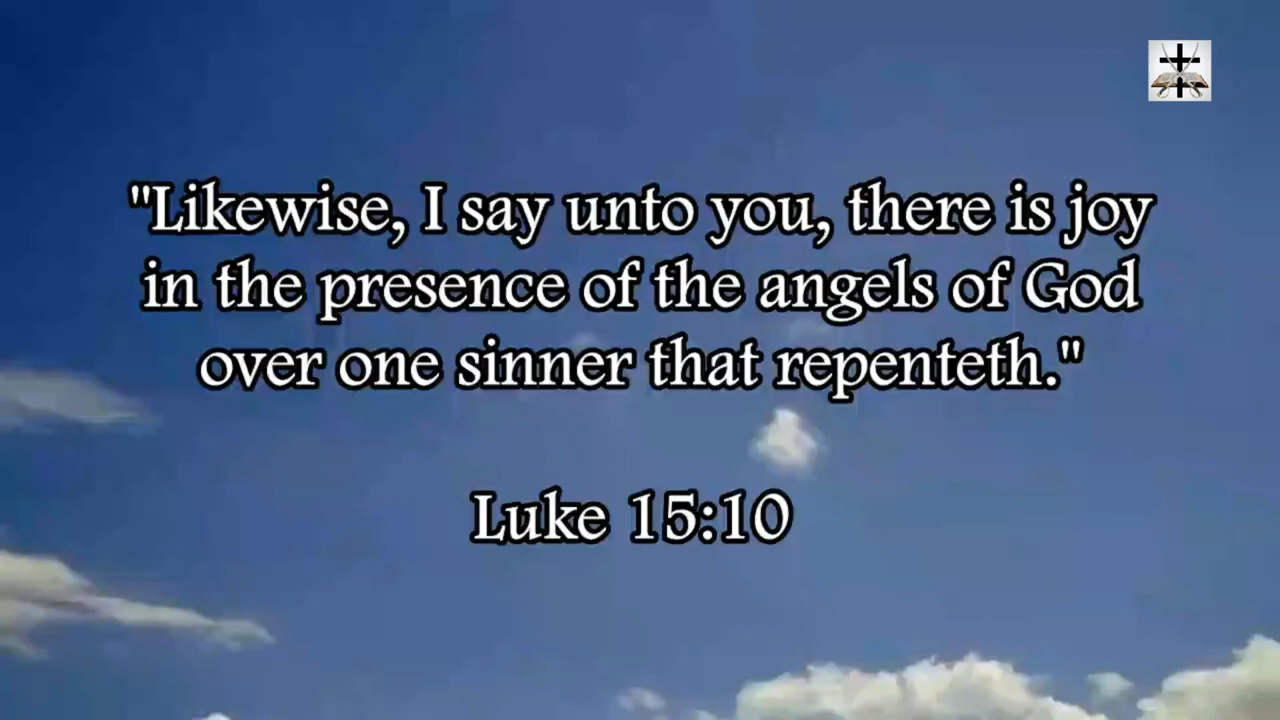 "Likewise, I say unto you, there is joy
in the presence of the angels of God
over one sinner that repenteth."
Luke 15:10